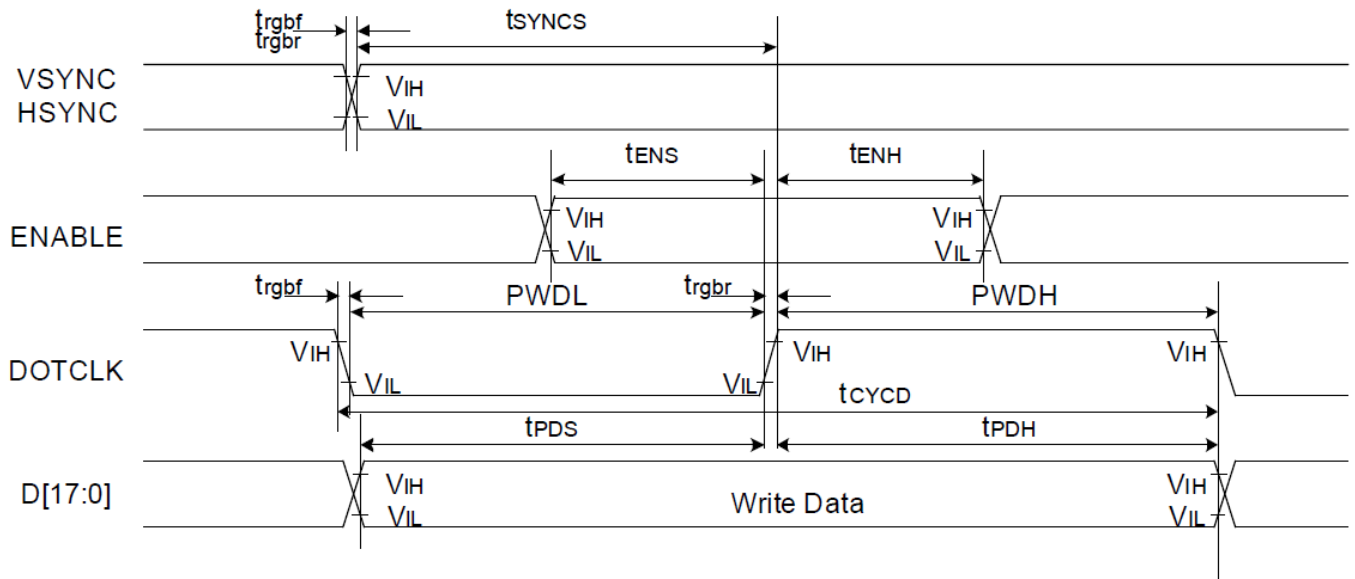 trgbf
trgbr
tSYNCS
VSYNC
HSYNC
VIH
VIL
tENS
tENH
ENABLE
VIH
VIL
VIH
VIL
trgbf
PWDL
trgbr
PWDH
DOTCLK
VIH
VIL
VIL
VIH
VIH
tCYCD
tPDS
tPDH
D[17:0]
VIH
VIL
Write Data
VIH
VIL